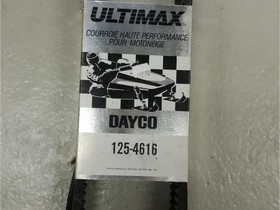 ULTIMAX
COURROIE HAUTE PERFORMANCE
POUR MOTONEIGE
DAYCO
125-4616